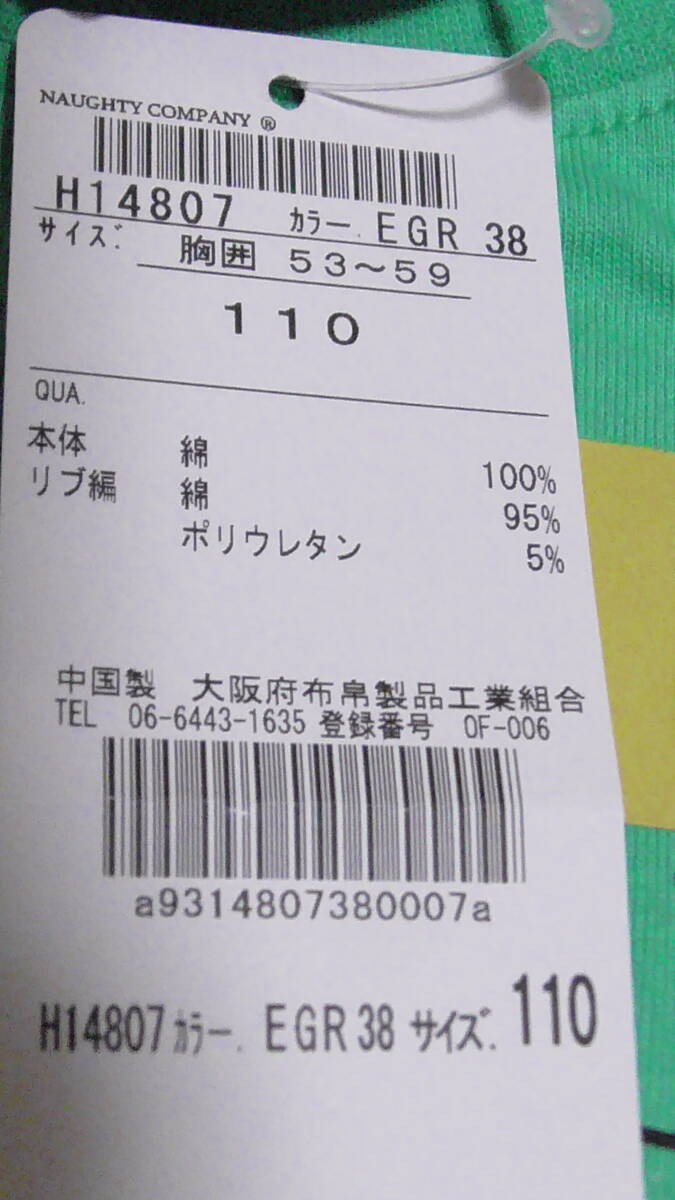 NAUGHTY COMPANY ®
H14807 カラー. EGR 38
サイズ: 胸囲 53～59
110
QUA.
本体 綿 100%
リブ編 綿 95%
ポリウレタン 5%
中国製 大阪府布帛製品工業組合
TEL 06-6443-1635 登録番号 OF-006
a9314807380007a
H14807 カラー. EGR 38 サイズ. 110